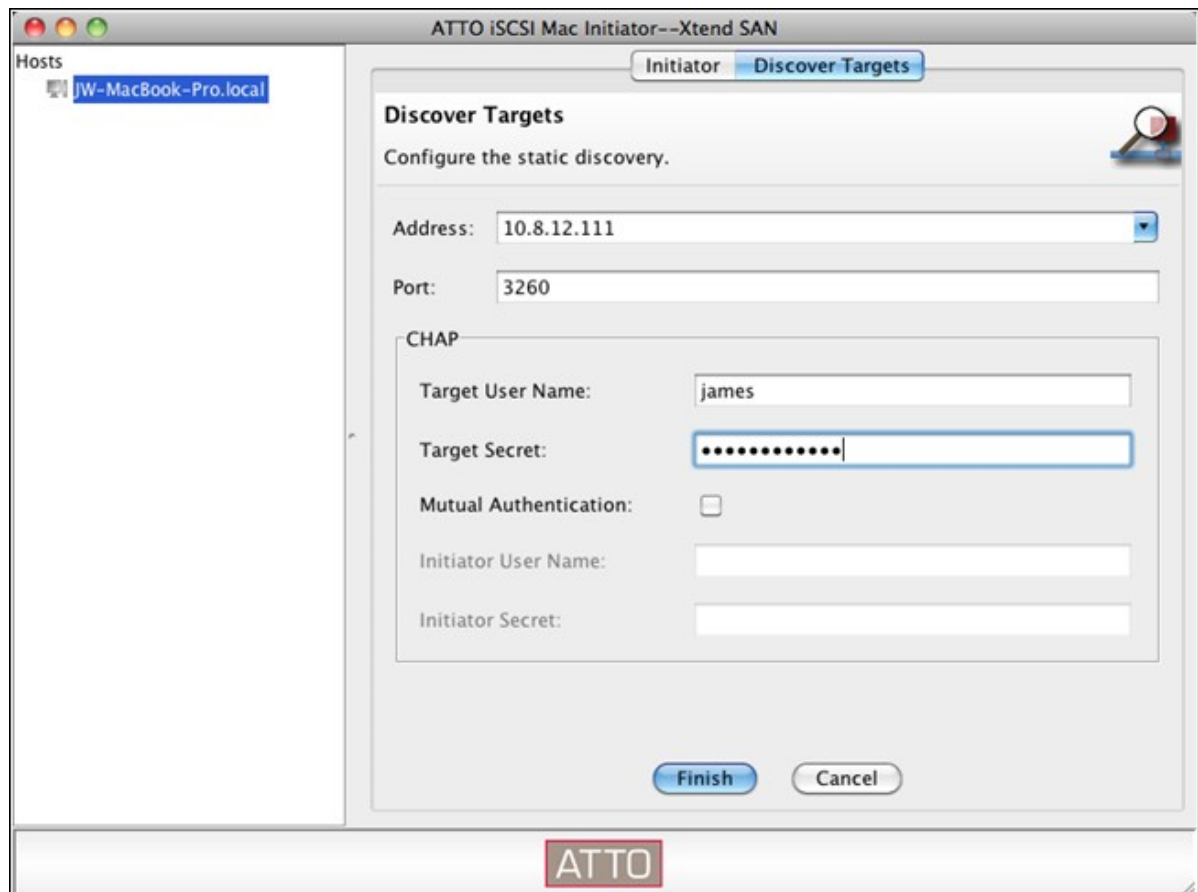 ATTO iSCSI Mac Initiator--Xtend SAN
Hosts
JW-MacBook-Pro.local
Initiator Discover Targets
Discover Targets
Configure the static discovery.
Address: 10.8.12.111
Port: 3260
CHAP
Target User Name: james
Target Secret: ••••••••••••
Mutual Authentication:
Initiator User Name:
Initiator Secret:
Finish Cancel
ATTO